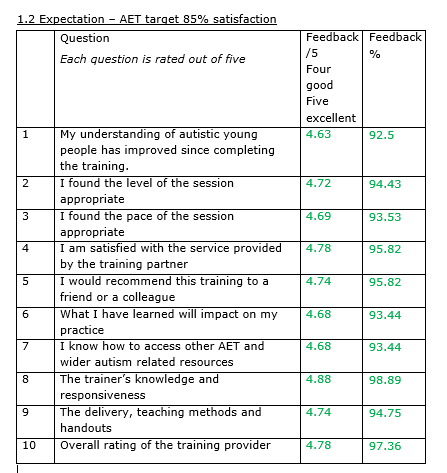 1.2 Expectation – AET target 85% satisfaction
Question
Each question is rated out of five
Feedback
/5
Four
good
Five
excellent
Feedback
%
1 My understanding of autistic young 4.63 92.5
people has improved since completing
the training.
2 I found the level of the session 4.72 94.43
appropriate
3 I found the pace of the session 4.69 93.53
appropriate
4 I am satisfied with the service provided 4.78 95.82
by the training partner
5 I would recommend this training to a 4.74 95.82
friend or a colleague
6 What I have learned will impact on my 4.68 93.44
practice
7 I know how to access other AET and 4.68 93.44
wider autism related resources
8 The trainer’s knowledge and 4.88 98.89
responsiveness
9 The delivery, teaching methods and 4.74 94.75
handouts
10 Overall rating of the training provider 4.78 97.36